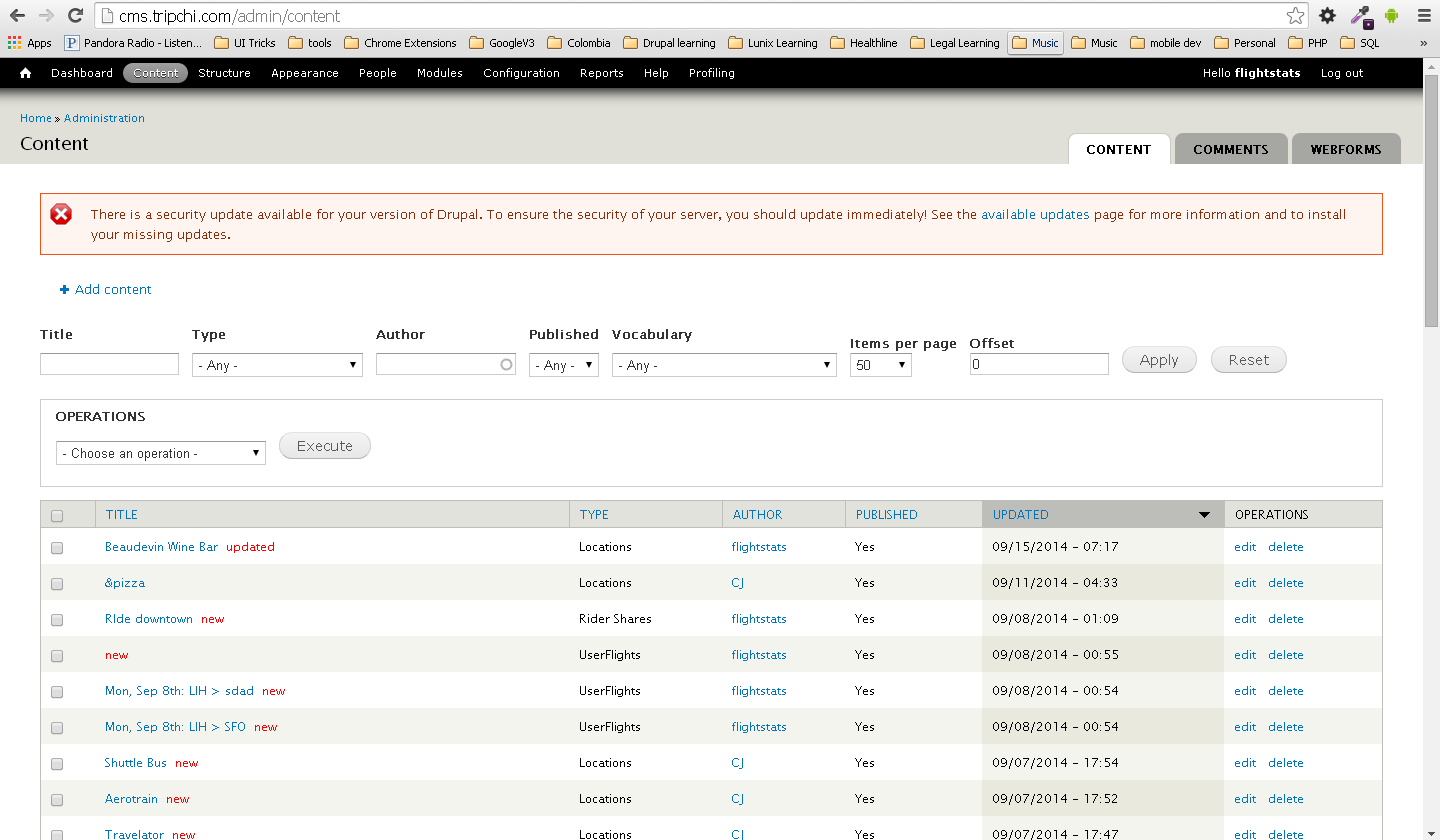 cms.tripchi.com/admin/content
Apps Pandora Radio - Listen... UI Tricks tools Chrome Extensions GoogleV3 Colombia Drupal learning Lunix Learning Healthline Legal Learning Music Music mobile dev Personal PHP SQL »
Dashboard Content Structure Appearance People Modules Configuration Reports Help Profiling Hello flightstats Log out
Home » Administration
Content CONTENT COMMENTS WEBFORMS
There is a security update available for your version of Drupal. To ensure the security of your server, you should update immediately! See the available updates page for more information and to install
your missing updates.
Add content
Title Type Author Published Vocabulary Items per page Offset
- Any - - Any - - Any - 50 0 Apply Reset
OPERATIONS
- Choose an operation - Execute
TITLE TYPE AUTHOR PUBLISHED UPDATED OPERATIONS
Beaudevin Wine Bar updated Locations flightstats Yes 09/15/2014 - 07:17 edit delete
&pizza Locations CJ Yes 09/11/2014 - 04:33 edit delete
RIde downtown new Rider Shares flightstats Yes 09/08/2014 - 01:09 edit delete
new UserFlights flightstats Yes 09/08/2014 - 00:55 edit delete
Mon, Sep 8th: LIH > sdad new UserFlights flightstats Yes 09/08/2014 - 00:54 edit delete
Mon, Sep 8th: LIH > SFO new UserFlights flightstats Yes 09/08/2014 - 00:54 edit delete
Shuttle Bus new Locations CJ Yes 09/07/2014 - 17:54 edit delete
Aerotrain new Locations CJ Yes 09/07/2014 - 17:52 edit delete
Travelator new Locations CJ Yes 09/07/2014 - 17:47 edit delete